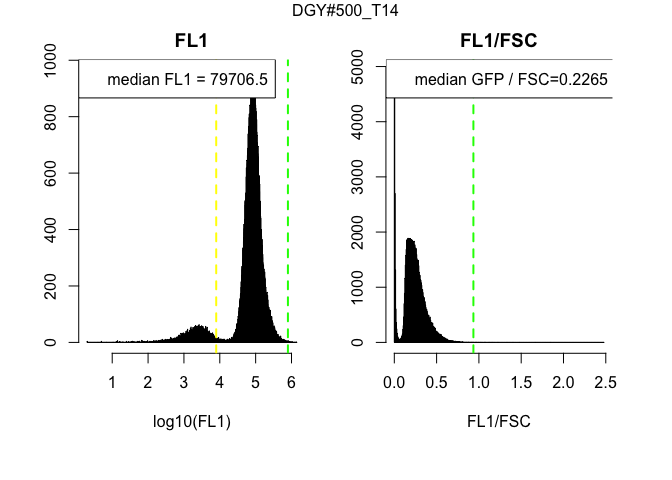 DGY#500_T14
FL1
median FL1 = 79706.5
0
200
400
600
800
1000
1 2 3 4 5 6
log10(FL1)
FL1/FSC
median GFP / FSC=0.2265
0
1000
2000
3000
4000
5000
0.0 0.5 1.0 1.5 2.0 2.5
FL1/FSC